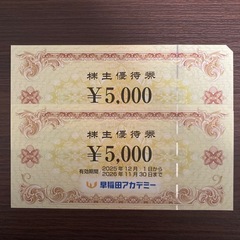 株主優待券
¥5,000
株主優待券
¥5,000
有効期間 2025年12月1日から
2026年11月30日まで
早稲田アカデミー